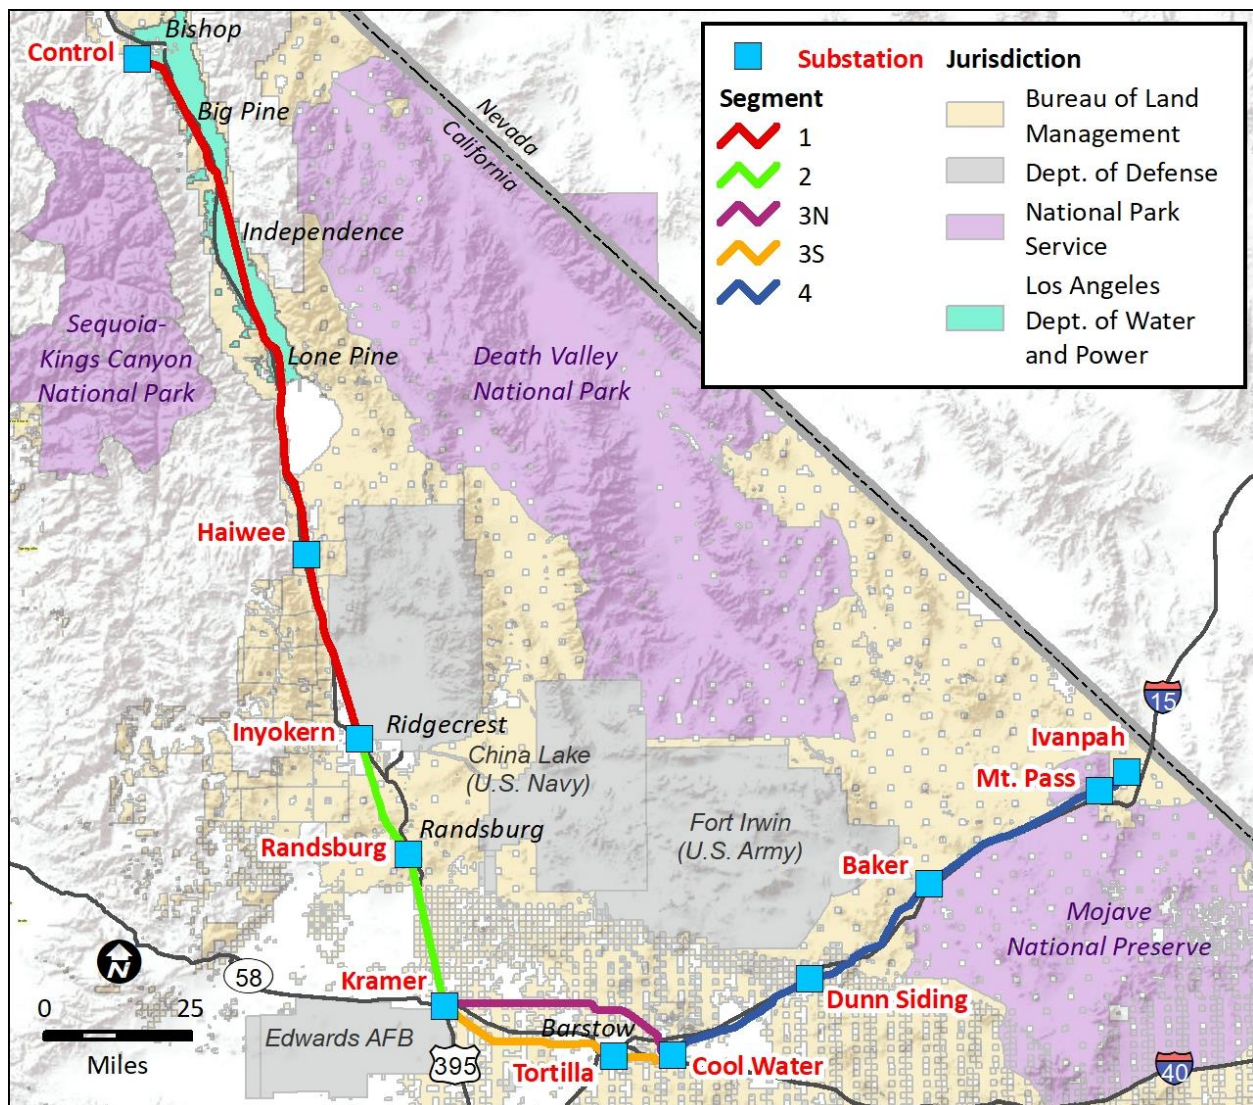 Bishop
Control
Big Pine
Nevada
California
Independence
Sequoia-
Kings Canyon
National Park
Lone Pine
Death Valley
National Park
Substation
Segment
1
2
3N
3S
4
Jurisdiction
Bureau of Land
Management
Dept. of Defense
National Park
Service
Los Angeles
Dept. of Water
and Power
Haiwee
Inyokern
Ridgecrest
China Lake
(U.S. Navy)
15
Ivanpah
Mt. Pass
Randsburg
Randsburg
Fort Irwin
(U.S. Army)
Baker
Mojave
National Preserve
N
58
0
25
Miles
Kramer
Dunn Siding
Edwards AFB
Barstow
395
Tortilla
Cool Water
40